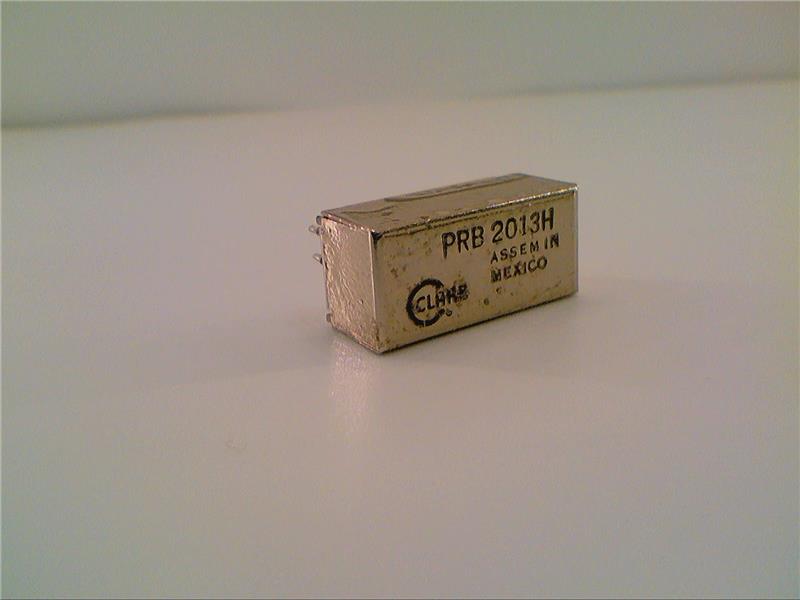 PRB 2013H
ASSEM IN
MEXICO
CLARE